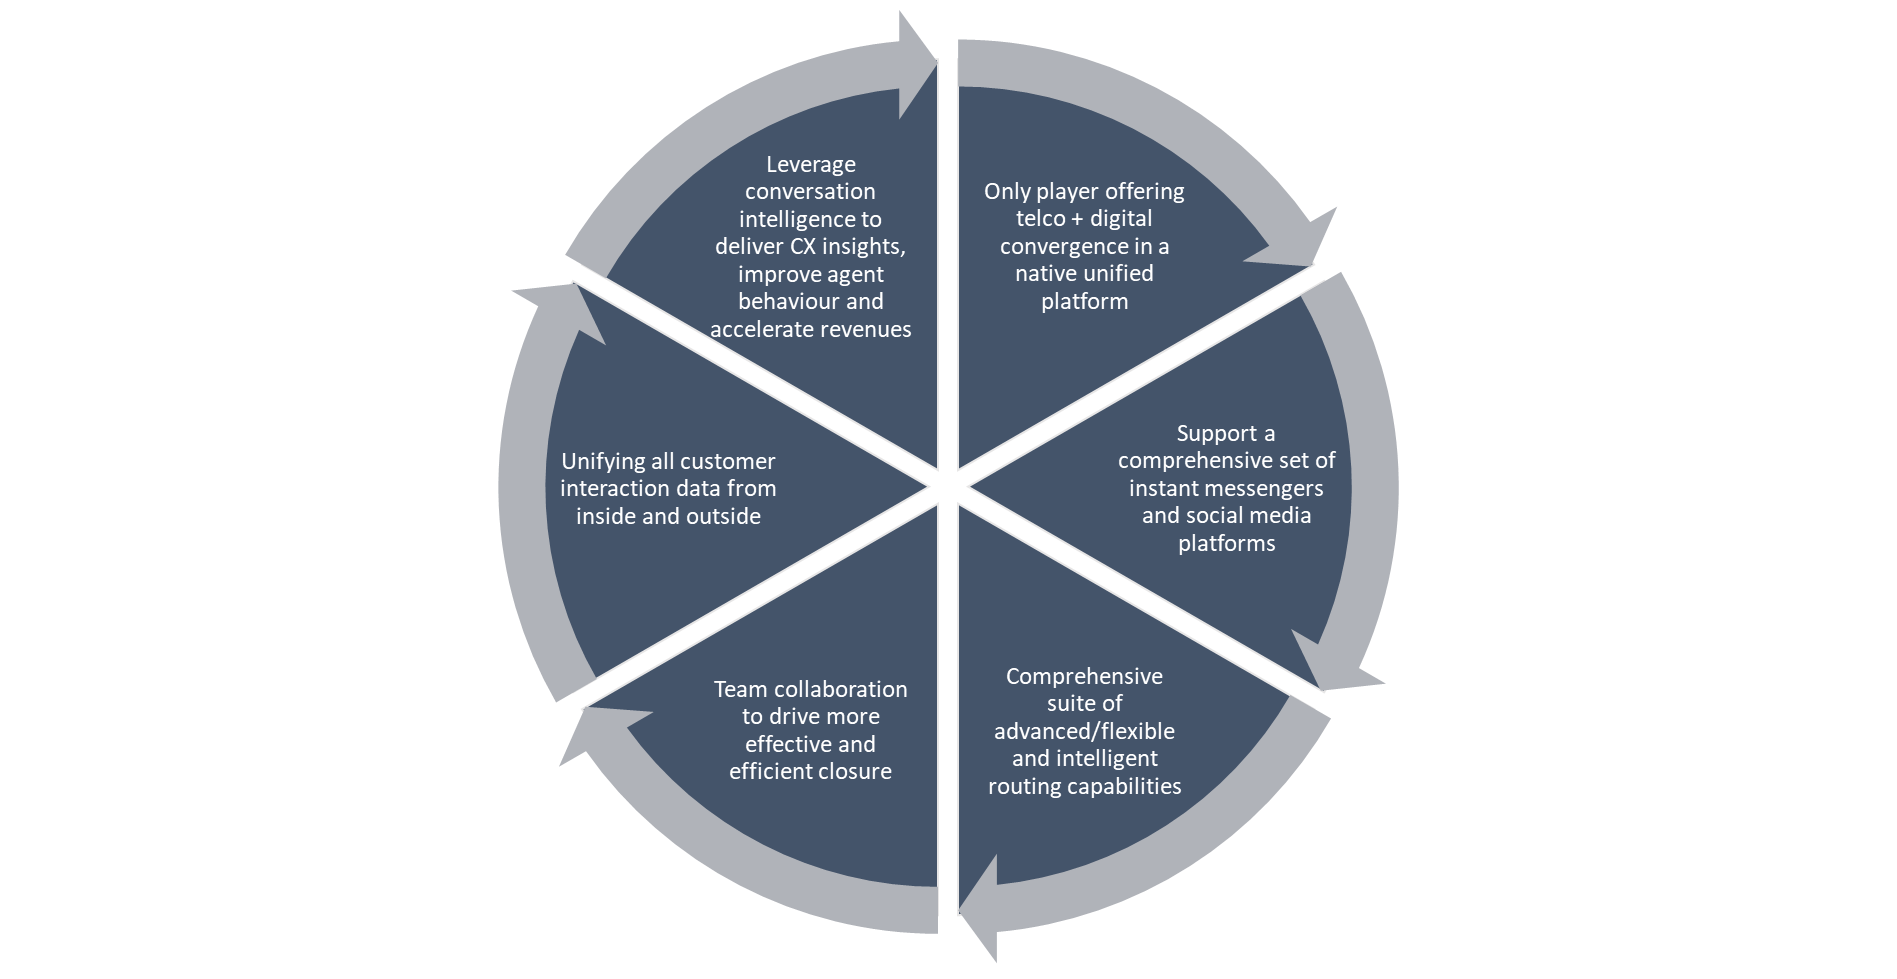 Only player offering
telco + digital
convergence in a
native unified
platform
Support a
comprehensive set of
instant messengers
and social media
platforms
Comprehensive
suite of
advanced/flexible
and intelligent
routing capabilities
Team collaboration
to drive more
effective and
efficient closure
Unifying all customer
interaction data from
inside and outside
Leverage
conversation
intelligence to
deliver CX insights,
improve agent
behaviour and
accelerate revenues